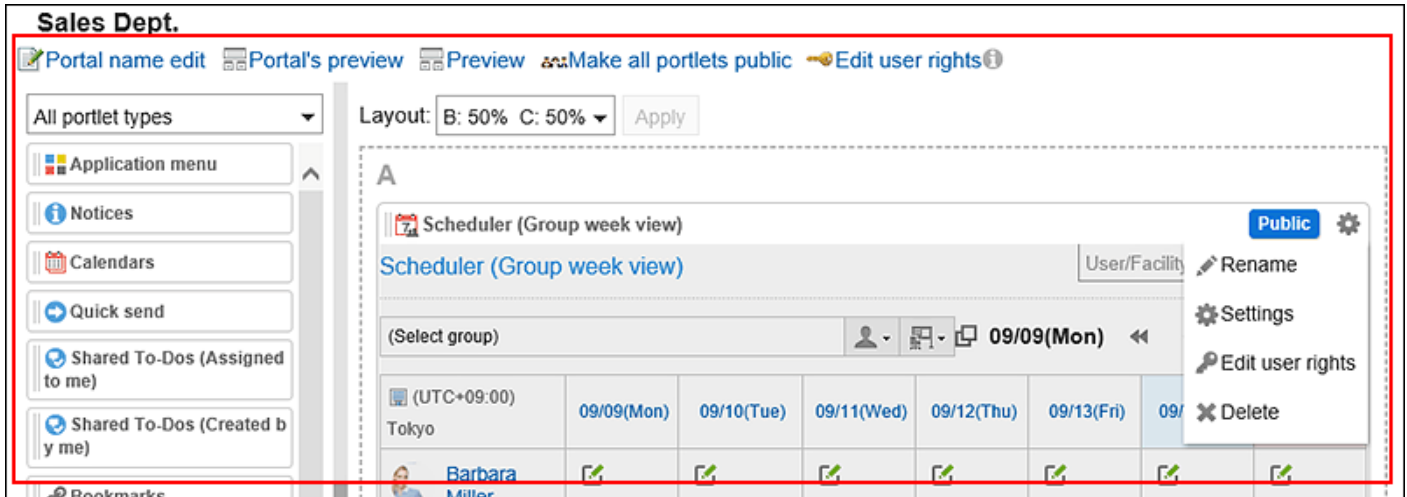 Sales Dept.
Portal name edit Portal's preview Preview Make all portlets public Edit user rights
All portlet types
Layout: B: 50% C: 50% Apply
Application menu
Notices
Calendars
Quick send
Shared To-Dos (Assigned
to me)
Shared To-Dos (Created b
y me)
Bookmarks
A
Scheduler (Group week view) Public
Scheduler (Group week view) User/Facility
(Select group) 09/09(Mon)
(UTC+09:00)
Tokyo
09/09(Mon) 09/10(Tue) 09/11(Wed) 09/12(Thu) 09/13(Fri) 09/
Barbara
Miller
Rename
Settings
Edit user rights
Delete